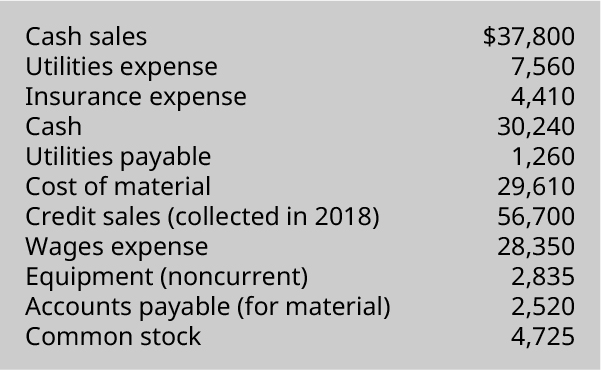 Cash sales $37,800
Utilities expense 7,560
Insurance expense 4,410
Cash 30,240
Utilities payable 1,260
Cost of material 29,610
Credit sales (collected in 2018) 56,700
Wages expense 28,350
Equipment (noncurrent) 2,835
Accounts payable (for material) 2,520
Common stock 4,725